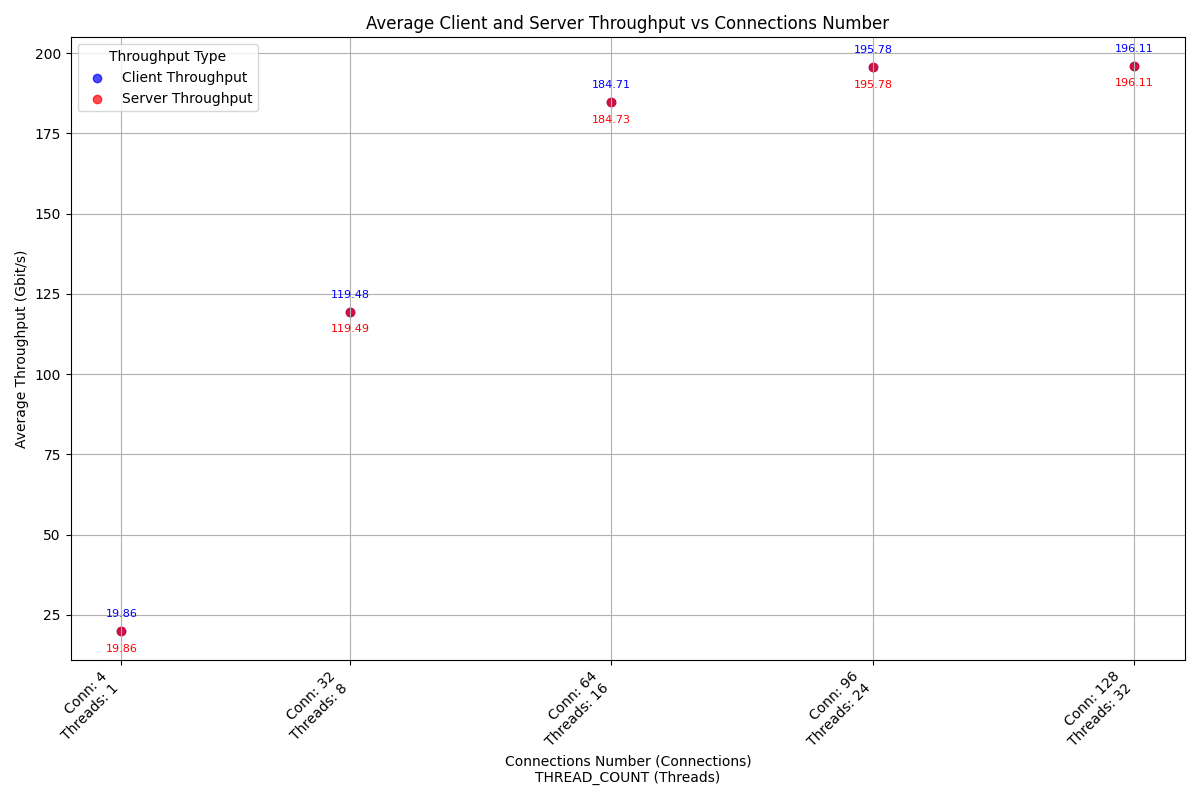 Average Client and Server Throughput vs Connections Number
Throughput Type
Client Throughput
Server Throughput
Average Throughput (Gbit/s)
200
175
150
125
100
75
50
25
19.86
19.86
119.48
119.49
184.71
184.73
195.78
195.78
196.11
196.11
Conn: 4
Threads: 1
Conn: 32
Threads: 8
Conn: 64
Threads: 16
Conn: 96
Threads: 24
Conn: 128
Threads: 32
Connections Number (Connections)
THREAD_COUNT (Threads)